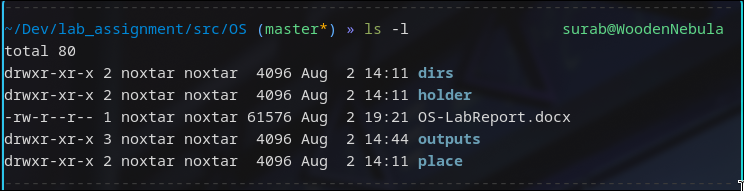 ~/Dev/lab_assignment/src/OS (master*) » ls -l surab@WoodenNebula
total 80
drwxr-xr-x 2 noxtar noxtar  4096 Aug  2 14:11 dirs
drwxr-xr-x 2 noxtar noxtar  4096 Aug  2 14:11 holder
-rw-r--r-- 1 noxtar noxtar 61576 Aug  2 19:21 OS-LabReport.docx
drwxr-xr-x 3 noxtar noxtar  4096 Aug  2 14:44 outputs
drwxr-xr-x 2 noxtar noxtar  4096 Aug  2 14:11 place